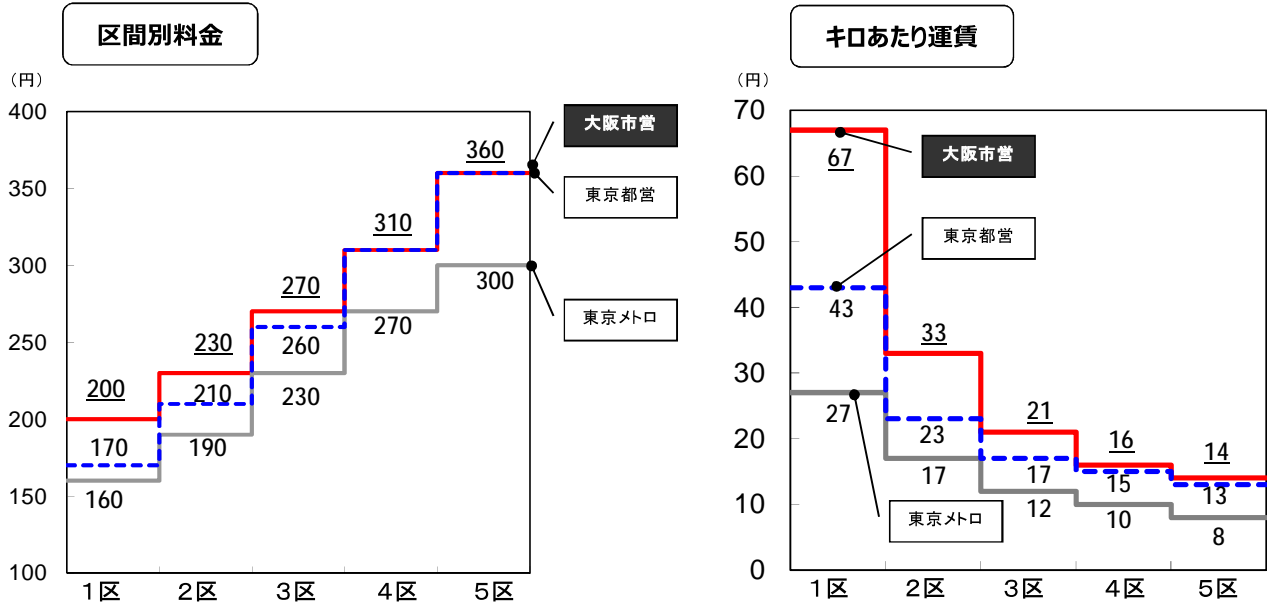 区間別料金
(円)
400
350
300
250
200
150
100
200
230
270
310
360
170
210
260
160
190
230
270
300
1区
2区
3区
4区
5区
大阪市営
東京都営
東京メトロ
キロあたり運賃
(円)
70
60
50
40
30
20
10
0
67
33
21
16
14
43
23
17
15
13
27
17
12
10
8
1区
2区
3区
4区
5区
大阪市営
東京都営
東京メトロ